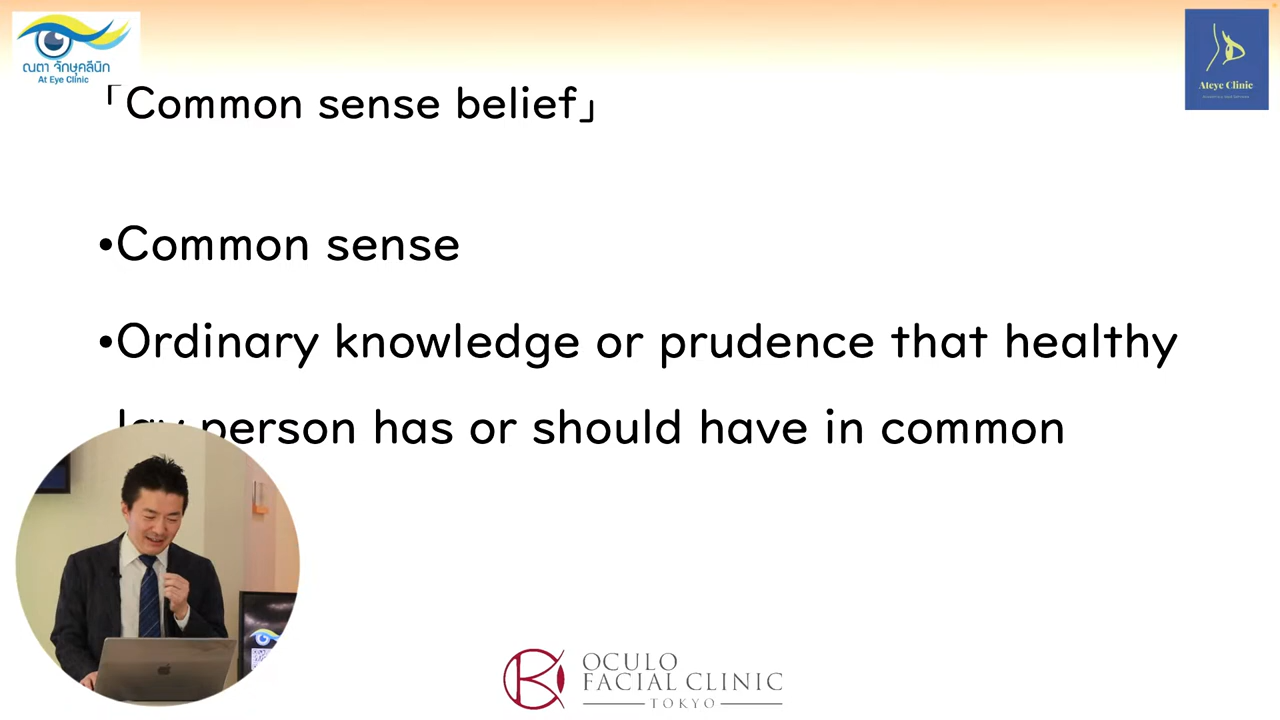 ณตา จักษุคลีนิก
At Eye Clinic
Ateye Clinic
「Common sense belief」
•Common sense
•Ordinary knowledge or prudence that healthy
lay person has or should have in common
OCULO
FACIAL CLINIC
TOKYO